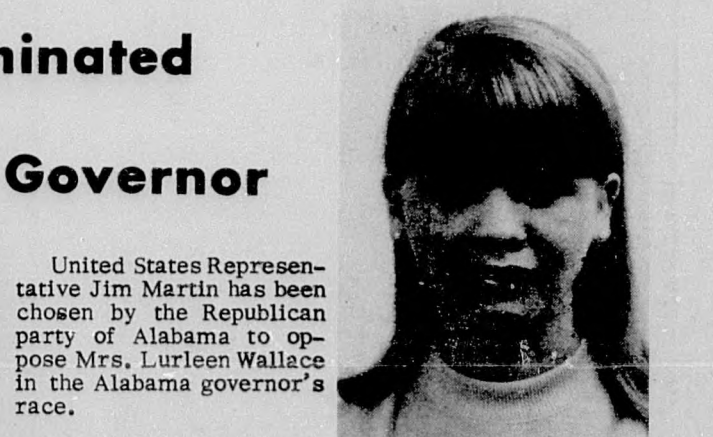 Governor
United States Represen-
tative Jim Martin has been
chosen by the Republican
party of Alabama to op-
pose Mrs. Lurleen Wallace
in the Alabama governor's
race.